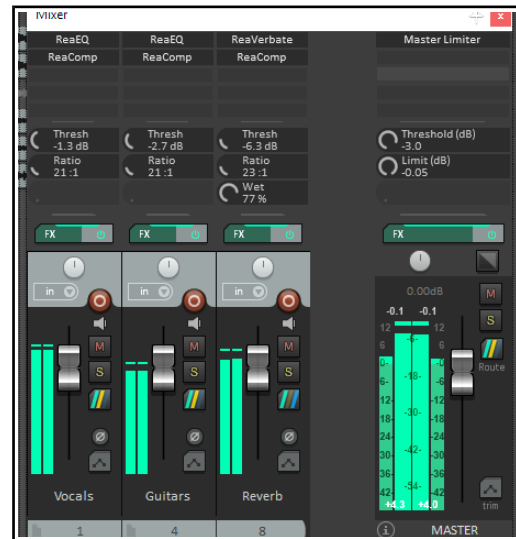 Mixer
ReaEQ
ReaComp
Thresh
-1.3 dB
Ratio
21 :1
FX
in
M
S
Vocals
1
ReaEQ
ReaComp
Thresh
-2.7 dB
Ratio
21 :1
FX
in
M
S
Guitars
4
ReaVerbate
ReaComp
Thresh
-6.3 dB
Ratio
23 :1
Wet
77 %
FX
in
M
S
Reverb
8
Master Limiter
Threshold (dB)
-3.0
Limit (dB)
-0.05
FX
0.00dB
-0.1 -0.1
12 12
6 -6- 6
0- -0
6- -18- -6
12- -12
18- -30- -18
24- -24
30- -42- -30
36- -36
42- -54- -42
+4.3 +4.0
M
S
Route
trim
MASTER